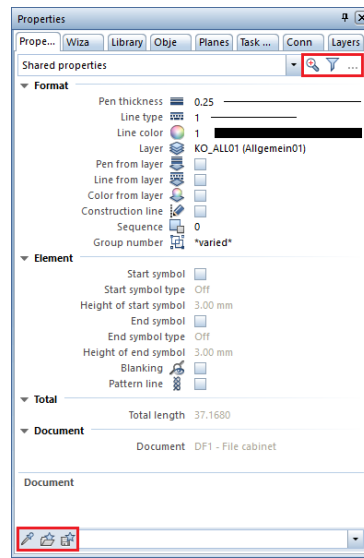 Properties
Prope... Wiza Library Obje Planes Task ... Conn Layers
Shared properties ...
Format
Pen thickness 0.25
Line type 1
Line color 1
Layer KO_ALL01 (Allgemein01)
Pen from layer
Line from layer
Color from layer
Construction line
Sequence 0
Group number *varied*
Element
Start symbol
Start symbol type Off
Height of start symbol 3.00 mm
End symbol
End symbol type Off
Height of end symbol 3.00 mm
Blanking
Pattern line
Total
Total length 37.1680
Document
Document DF1 - File cabinet
Document